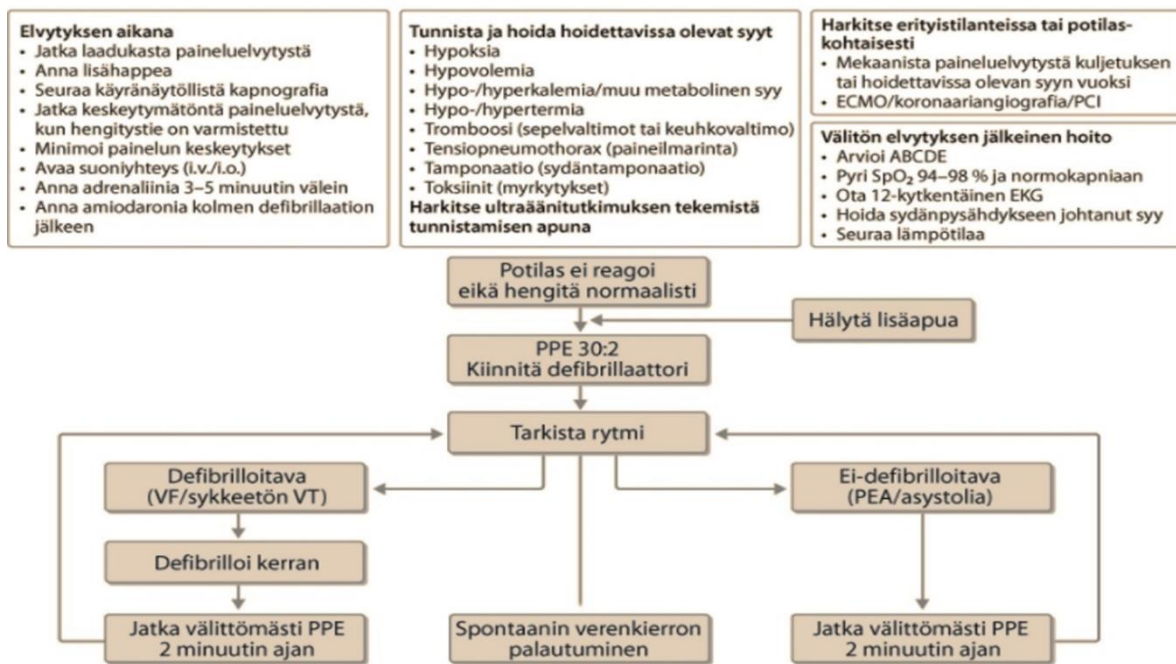 Elvytyksen aikana
• Jatka laadukasta paineluelvytystä
• Anna lisähappea
• Seuraa käyränäytöllistä kapnografia
• Jatka keskeytymätöntä paineluelvytystä,
kun hengitystie on varmistettu
• Minimoi painelun keskeytykset
• Avaa suoniyhteys (i.v./i.o.)
• Anna adrenaliinia 3–5 minuutin välein
• Anna amiodaronia kolmen defibrillaation
jälkeen
Tunnista ja hoida hoidettavissa olevat syyt
• Hypoksia
• Hypovolemia
• Hypo-/hyperkalemia/muu metabolinen syy
• Hypo-/hypertermia
• Tromboosi (sepelvaltimot tai keuhkovaltimo)
• Tensiopneumothorax (paineilmarinta)
• Tamponaatio (sydäntamponaatio)
• Toksiinit (myrkytykset)
Harkitse ultraäänitutkimuksen tekemistä
tunnistamisen apuna
Harkitse erityistilanteissa tai potilas-
kohtaisesti
• Mekaanista paineluelvytystä kuljetuksen
tai hoidettavissa olevan syyn vuoksi
• ECMO/koronaariangiografia/PCI
Välitön elvytyksen jälkeinen hoito
• Arvioi ABCDE
• Pyri SpO₂ 94–98 % ja normokapniaan
• Ota 12-kytkentäinen EKG
• Hoida sydänpysähdykseen johtanut syy
• Seuraa lämpötilaa
Potilas ei reagoi
eikä hengitä normaalisti
Hälytä lisäapua
PPE 30:2
Kiinnitä defibrillaattori
Tarkista rytmi
Defibrilloitava
(VF/sykkeetön VT)
Ei-defibrilloitava
(PEA/asystolia)
Defibrilloi kerran
Jatka välittömästi PPE
2 minuutin ajan
Spontaanin verenkierron
palautuminen
Jatka välittömästi PPE
2 minuutin ajan